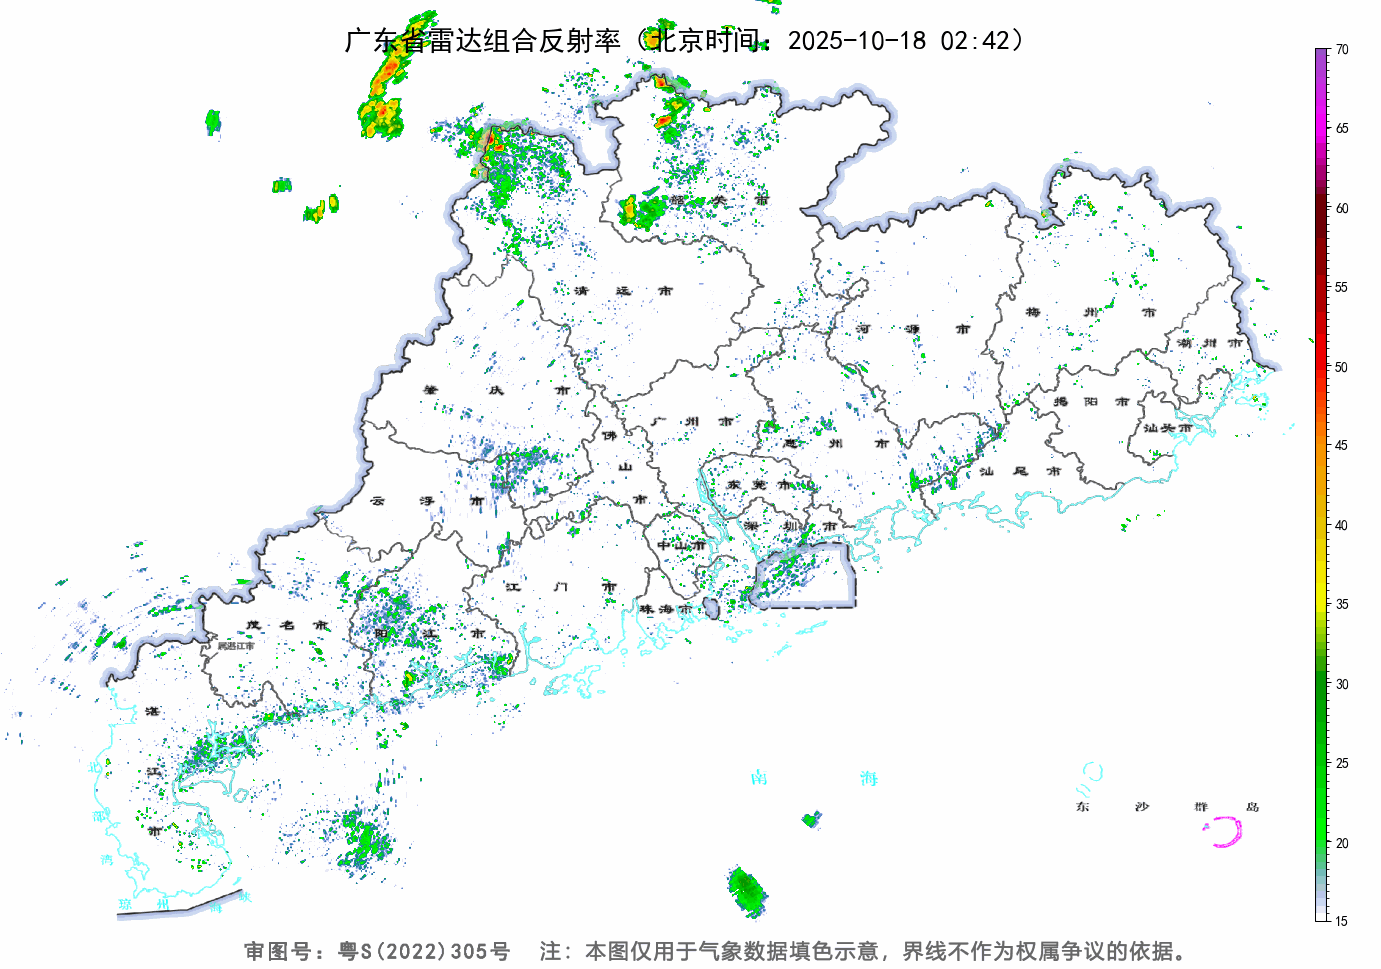 广东省雷达组合反射率（北京时间：2025-10-18 02:42）
70
65
60
55
50
45
40
35
30
25
20
15
韶关市
清远市
河源市
梅州市
潮州市
肇庆市
广州市
揭阳市
汕头市
佛山市
惠州市
云浮市
东莞市
汕尾市
深圳市
中山市
江门市
珠海市
茂名市
阳江市
属湛江市
湛江市
北部湾
南海
东沙群岛
琼州海峡
审图号：粤S(2022)305号 注：本图仅用于气象数据填色示意，界线不作为权属争议的依据。